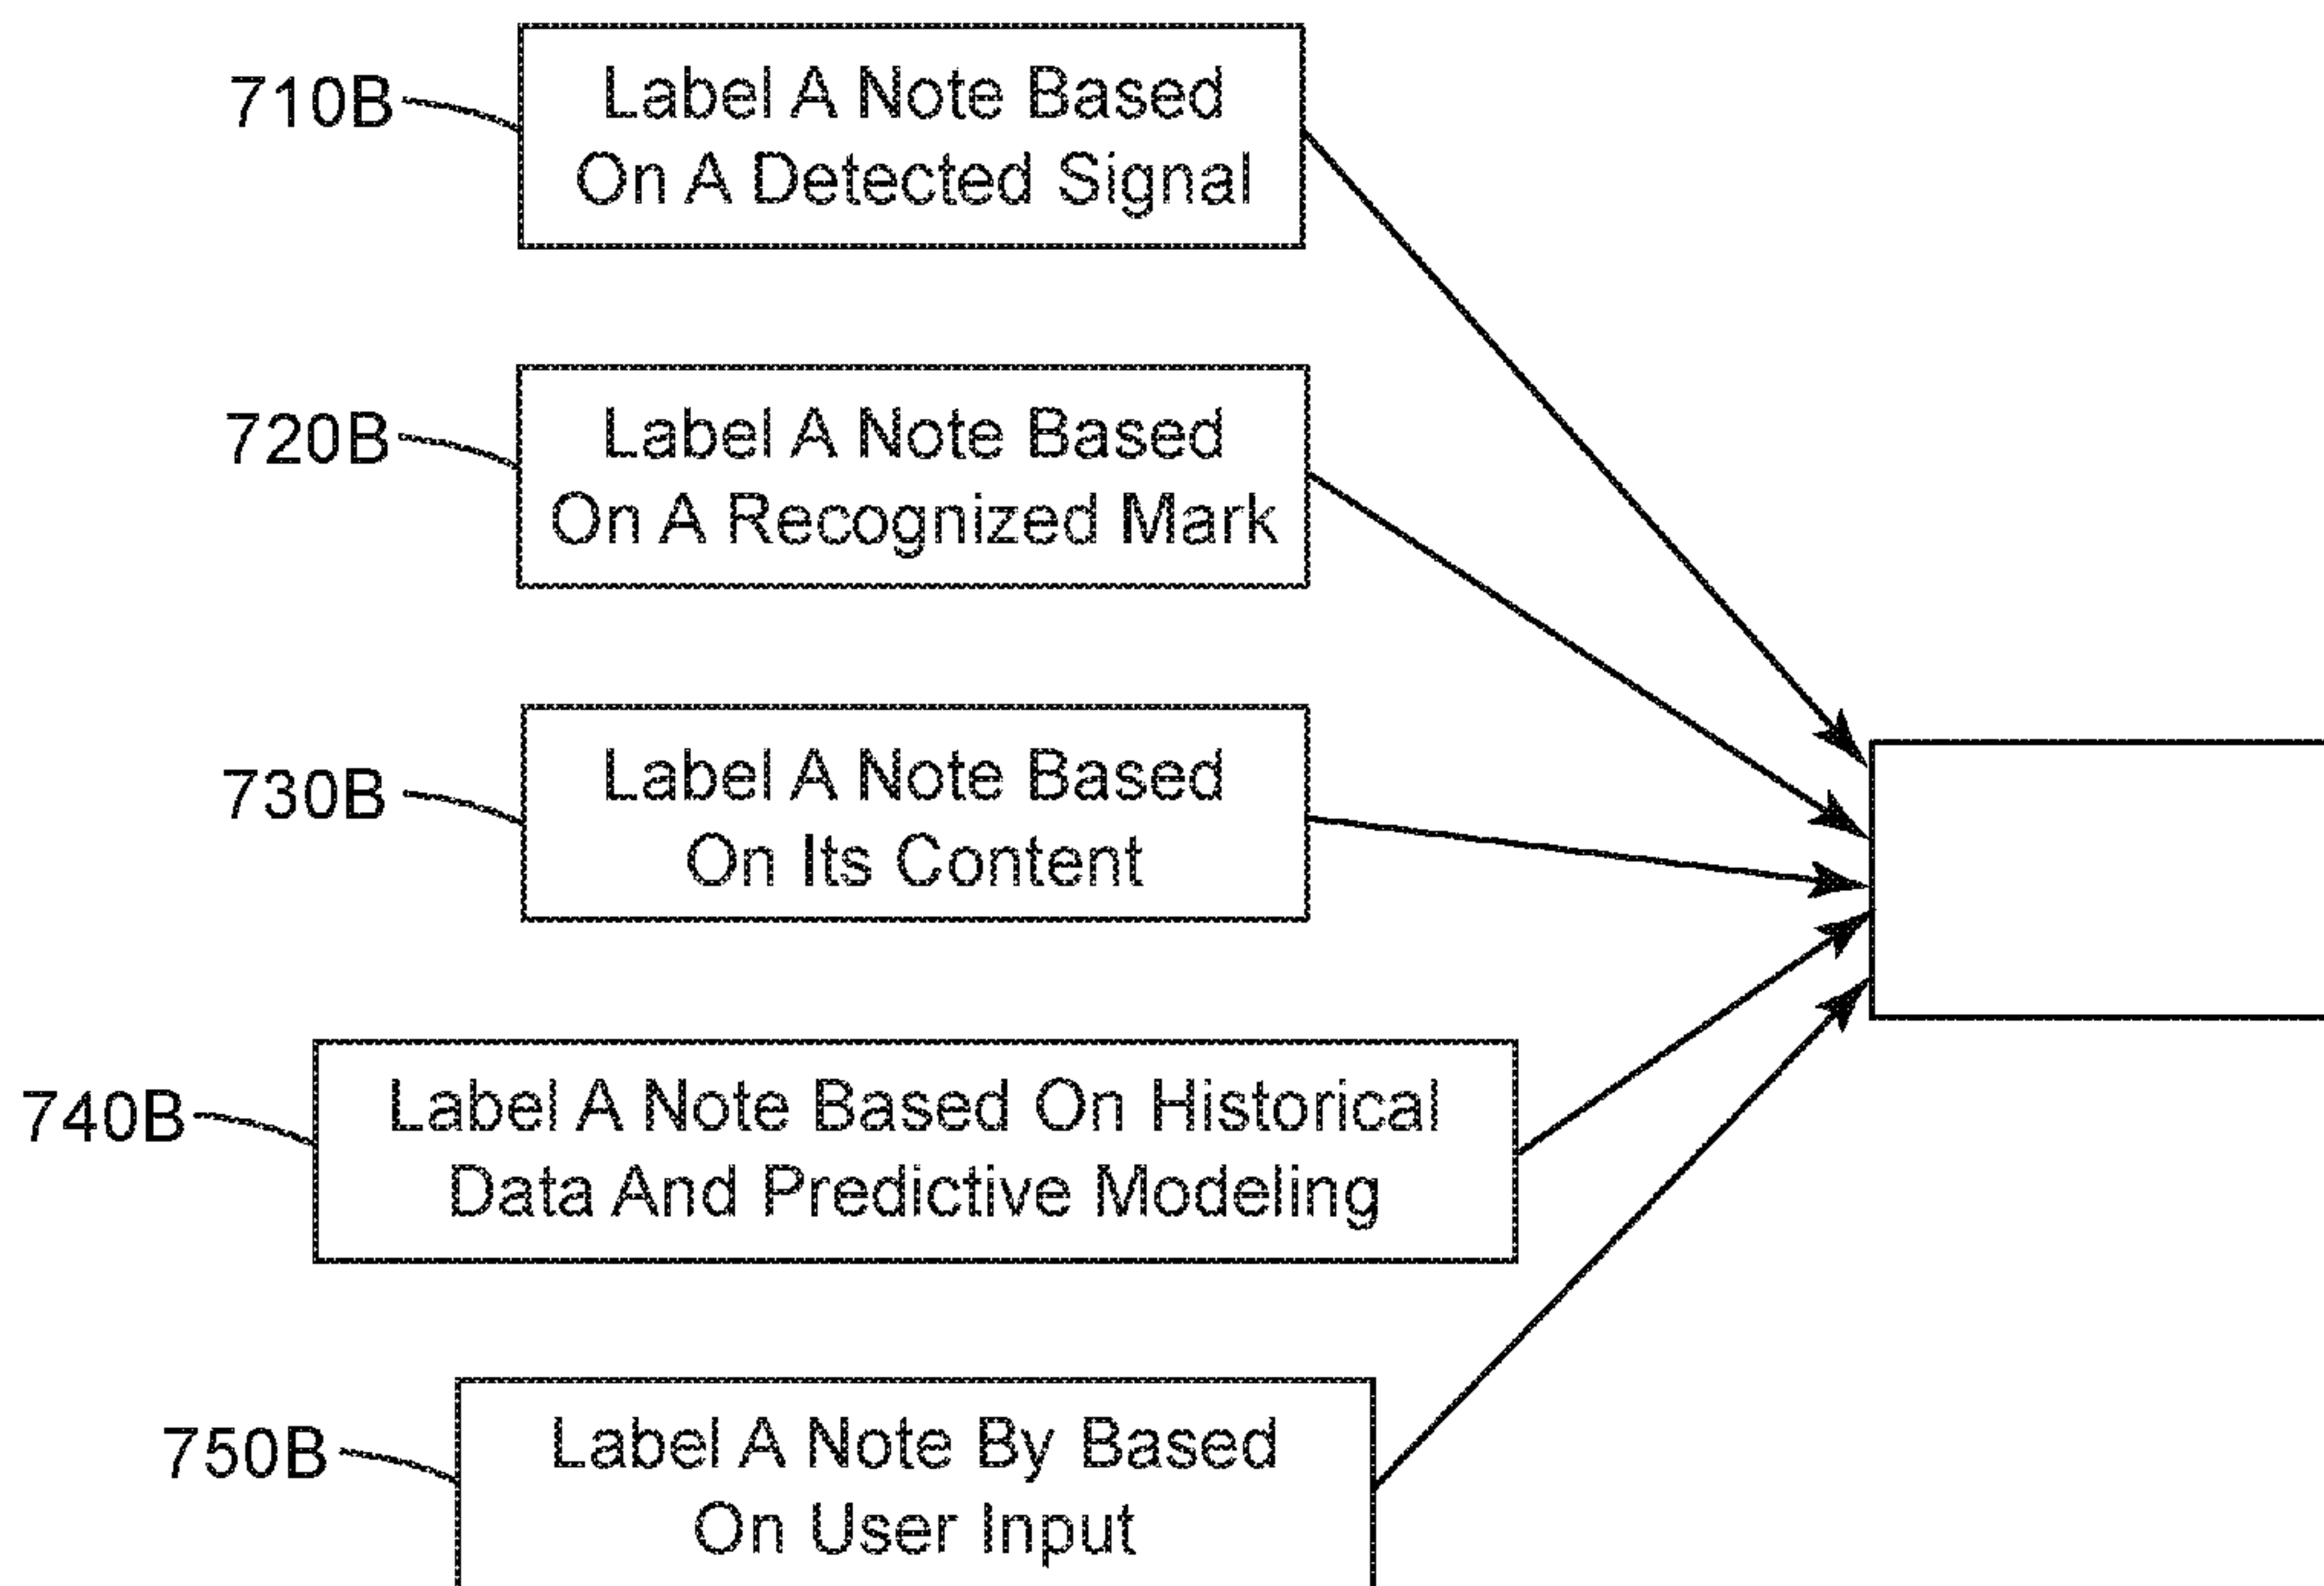 710B
Label A Note Based
On A Detected Signal
720B
Label A Note Based
On A Recognized Mark
730B
Label A Note Based
On Its Content
740B
Label A Note Based On Historical
Data And Predictive Modeling
750B
Label A Note By Based
On User Input